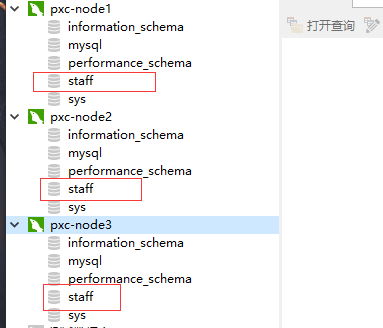 pxc-node1
information_schema
打开查询
mysql
performance_schema
staff
sys
pxc-node2
information_schema
mysql
performance_schema
staff
sys
pxc-node3
information_schema
mysql
performance_schema
staff
sys